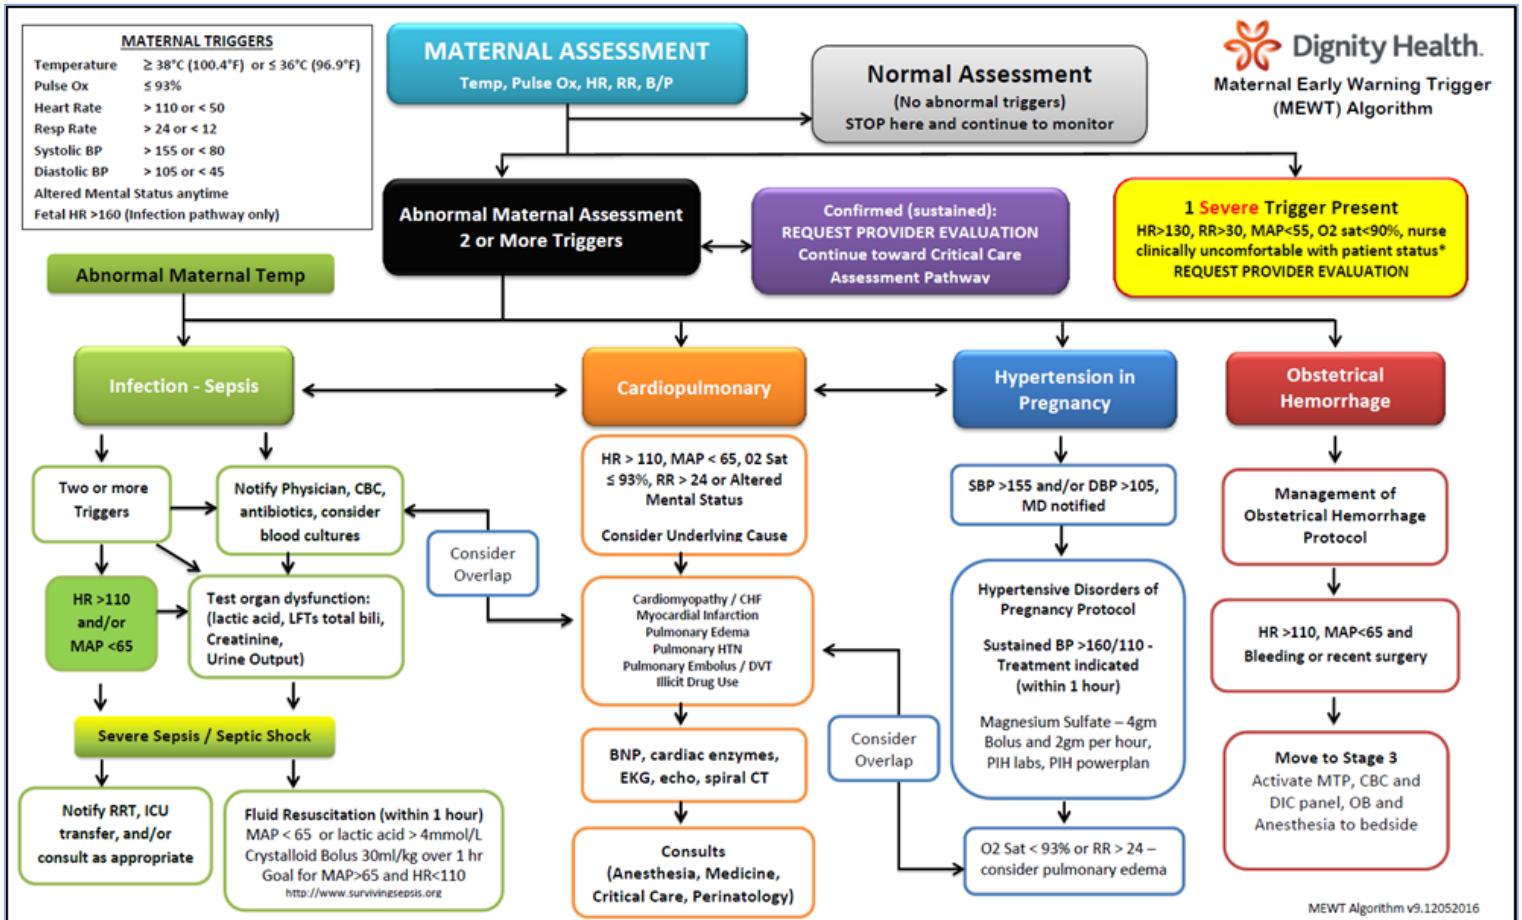 MATERNAL TRIGGERS
Temperature ≥ 38°C (100.4°F) or ≤ 36°C (96.9°F)
Pulse Ox ≤ 93%
Heart Rate > 110 or < 50
Resp Rate > 24 or < 12
Systolic BP > 155 or < 80
Diastolic BP > 105 or < 45
Altered Mental Status anytime
Fetal HR >160 (Infection pathway only)
MATERNAL ASSESSMENT
Temp, Pulse Ox, HR, RR, B/P
Normal Assessment
(No abnormal triggers)
STOP here and continue to monitor
Dignity Health.
Maternal Early Warning Trigger
(MEWT) Algorithm
Abnormal Maternal Assessment
2 or More Triggers
Confirmed (sustained):
REQUEST PROVIDER EVALUATION
Continue toward Critical Care
Assessment Pathway
1 Severe Trigger Present
HR>130, RR>30, MAP<55, O2 sat<90%, nurse
clinically uncomfortable with patient status*
REQUEST PROVIDER EVALUATION
Abnormal Maternal Temp
Infection - Sepsis
Cardiopulmonary
Hypertension in
Pregnancy
Obstetrical
Hemorrhage
Two or more
Triggers
Notify Physician, CBC,
antibiotics, consider
blood cultures
HR >110
and/or
MAP <65
Test organ dysfunction:
(lactic acid, LFTs total bili,
Creatinine,
Urine Output)
Severe Sepsis / Septic Shock
Notify RRT, ICU
transfer, and/or
consult as appropriate
Fluid Resuscitation (within 1 hour)
MAP < 65 or lactic acid > 4mmol/L
Crystalloid Bolus 30ml/kg over 1 hr
Goal for MAP>65 and HR<110
http://www.survivingsepsis.org
Consider
Overlap
HR > 110, MAP < 65, 02 Sat
≤ 93%, RR > 24 or Altered
Mental Status
Consider Underlying Cause
Cardiomyopathy / CHF
Myocardial Infarction
Pulmonary Edema
Pulmonary HTN
Pulmonary Embolus / DVT
Illicit Drug Use
BNP, cardiac enzymes,
EKG, echo, spiral CT
Consults
(Anesthesia, Medicine,
Critical Care, Perinatology)
Consider
Overlap
SBP >155 and/or DBP >105,
MD notified
Hypertensive Disorders of
Pregnancy Protocol
Sustained BP >160/110 -
Treatment indicated
(within 1 hour)
Magnesium Sulfate – 4gm
Bolus and 2gm per hour,
PIH labs, PIH powerplan
O2 Sat < 93% or RR > 24 –
consider pulmonary edema
Management of
Obstetrical Hemorrhage
Protocol
HR >110, MAP<65 and
Bleeding or recent surgery
Move to Stage 3
Activate MTP, CBC and
DIC panel, OB and
Anesthesia to bedside
MEWT Algorithm v9.12052016